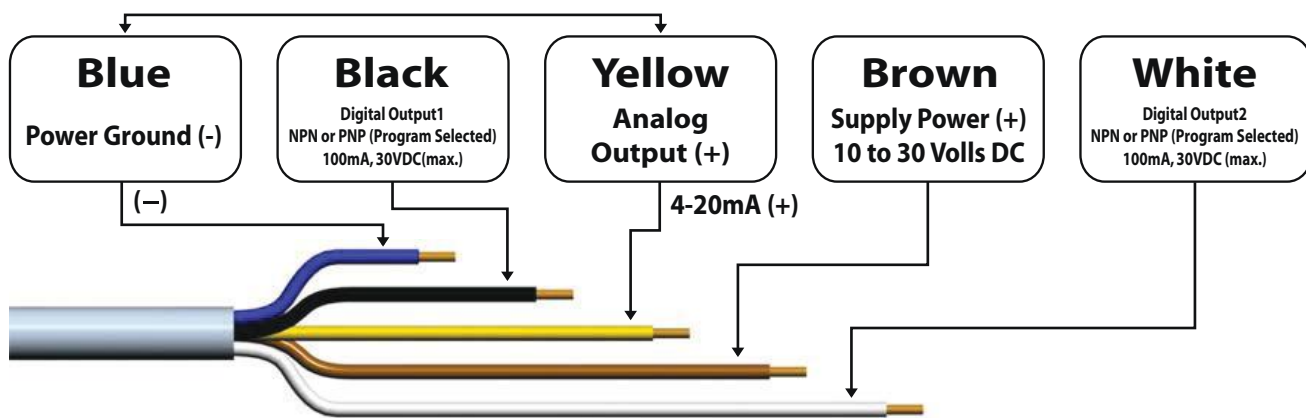 Blue
Power Ground (-)
Black
Digital Output1
NPN or PNP (Program Selected)
100mA, 30VDC(max.)
Yellow
Analog
Output (+)
Brown
Supply Power (+)
10 to 30 Volls DC
White
Digital Output2
NPN or PNP (Program Selected)
100mA, 30VDC (max.)
(−)
4-20mA (+)